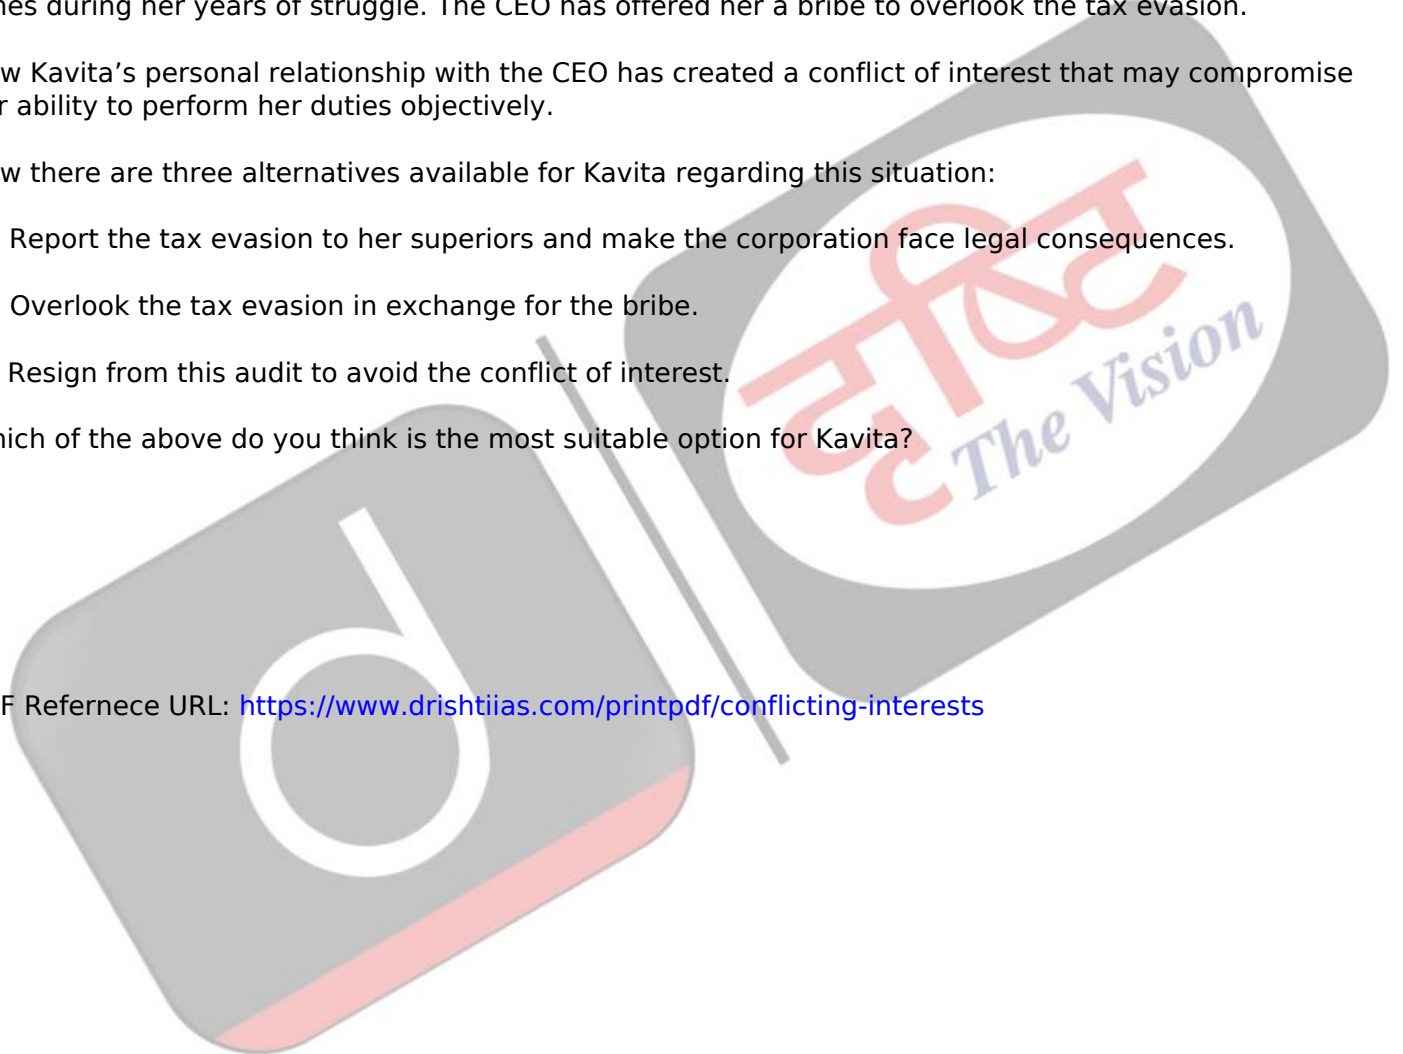 nes during her years of struggle. The CEO has offered her a bribe to overlook the tax evasion.
w Kavita’s personal relationship with the CEO has created a conflict of interest that may compromise
r ability to perform her duties objectively.
w there are three alternatives available for Kavita regarding this situation:
Report the tax evasion to her superiors and make the corporation face legal consequences.
Overlook the tax evasion in exchange for the bribe.
Resign from this audit to avoid the conflict of interest.
hich of the above do you think is the most suitable option for Kavita?
F Refernece URL: https://www.drishtiias.com/printpdf/conflicting-interests
दृष्टि
The Vision
d